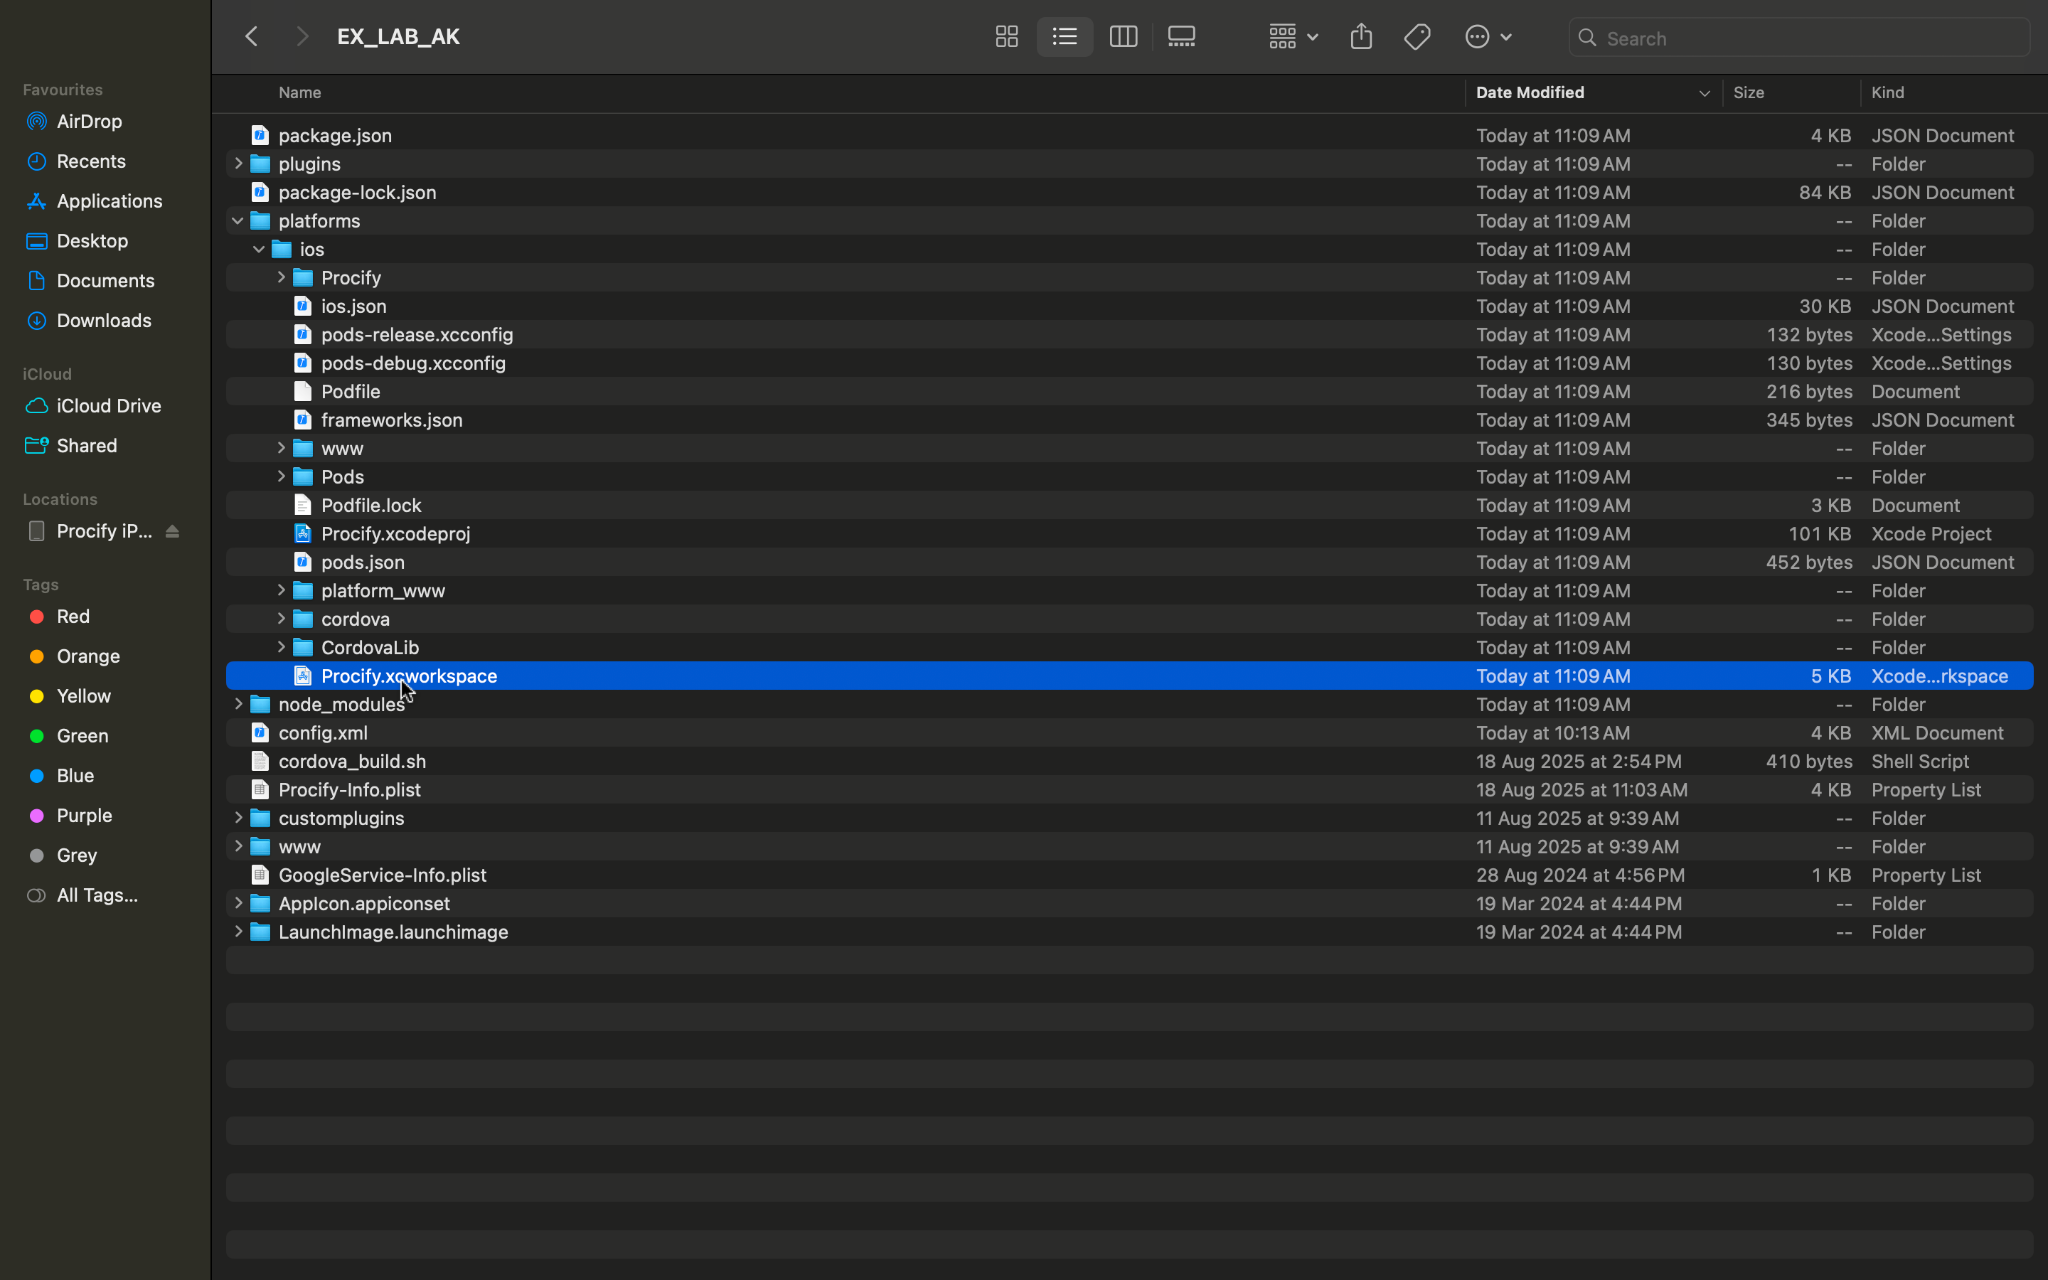 EX_LAB_AK
Search
Favourites
AirDrop
Recents
Applications
Desktop
Documents
Downloads
iCloud
iCloud Drive
Shared
Locations
Procify iP...
Tags
Red
Orange
Yellow
Green
Blue
Purple
Grey
All Tags...
Name Date Modified Size Kind
package.json Today at 11:09 AM 4 KB JSON Document
plugins Today at 11:09 AM -- Folder
package-lock.json Today at 11:09 AM 84 KB JSON Document
platforms Today at 11:09 AM -- Folder
ios Today at 11:09 AM -- Folder
Procify Today at 11:09 AM -- Folder
ios.json Today at 11:09 AM 30 KB JSON Document
pods-release.xcconfig Today at 11:09 AM 132 bytes Xcode...Settings
pods-debug.xcconfig Today at 11:09 AM 130 bytes Xcode...Settings
Podfile Today at 11:09 AM 216 bytes Document
frameworks.json Today at 11:09 AM 345 bytes JSON Document
www Today at 11:09 AM -- Folder
Pods Today at 11:09 AM -- Folder
Podfile.lock Today at 11:09 AM 3 KB Document
Procify.xcodeproj Today at 11:09 AM 101 KB Xcode Project
pods.json Today at 11:09 AM 452 bytes JSON Document
platform_www Today at 11:09 AM -- Folder
cordova Today at 11:09 AM -- Folder
CordovaLib Today at 11:09 AM -- Folder
Procify.xcworkspace Today at 11:09 AM 5 KB Xcode...rkspace
node_modules Today at 11:09 AM -- Folder
config.xml Today at 10:13 AM 4 KB XML Document
cordova_build.sh 18 Aug 2025 at 2:54 PM 410 bytes Shell Script
Procify-Info.plist 18 Aug 2025 at 11:03 AM 4 KB Property List
customplugins 11 Aug 2025 at 9:39 AM -- Folder
www 11 Aug 2025 at 9:39 AM -- Folder
GoogleService-Info.plist 28 Aug 2024 at 4:56 PM 1 KB Property List
AppIcon.appiconset 19 Mar 2024 at 4:44 PM -- Folder
LaunchImage.launchimage 19 Mar 2024 at 4:44 PM -- Folder